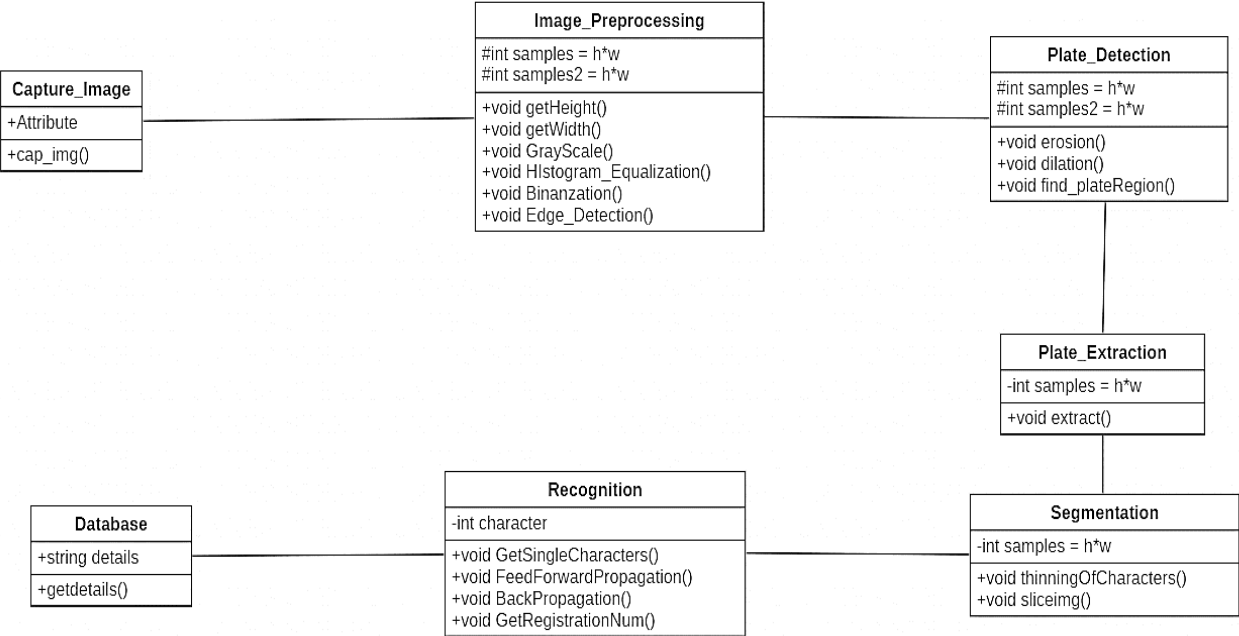 Capture_Image
+Attribute
+cap_img()
Image_Preprocessing
#int samples = h*w
#int samples2 = h*w
+void getHeight()
+void getWidth()
+void GrayScale()
+void HIstogram_Equalization()
+void Binanzation()
+void Edge_Detection()
Plate_Detection
#int samples = h*w
#int samples2 = h*w
+void erosion()
+void dilation()
+void find_plateRegion()
Plate_Extraction
-int samples = h*w
+void extract()
Segmentation
-int samples = h*w
+void thinningOfCharacters()
+void sliceimg()
Recognition
-int character
+void GetSingleCharacters()
+void FeedForwardPropagation()
+void BackPropagation()
+void GetRegistrationNum()
Database
+string details
+getdetails()